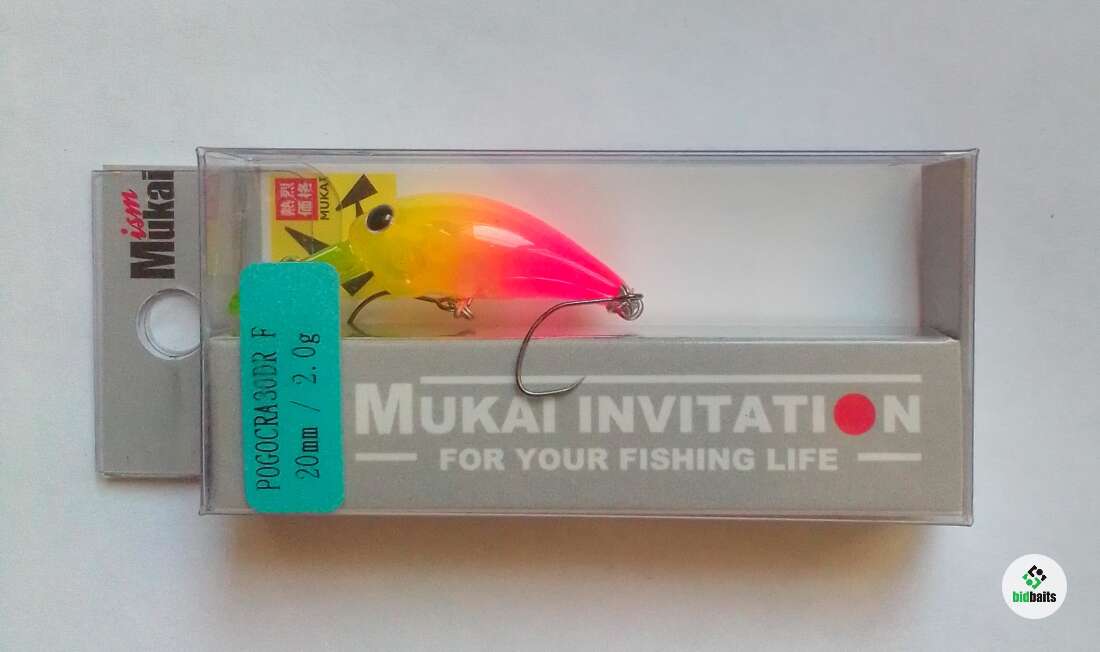 ism
Mukai
熱烈
価格
MUKAI
POGOCRA30DR F
20mm / 2.0g
MUKAI INVITATION
FOR YOUR FISHING LIFE
bidbaits